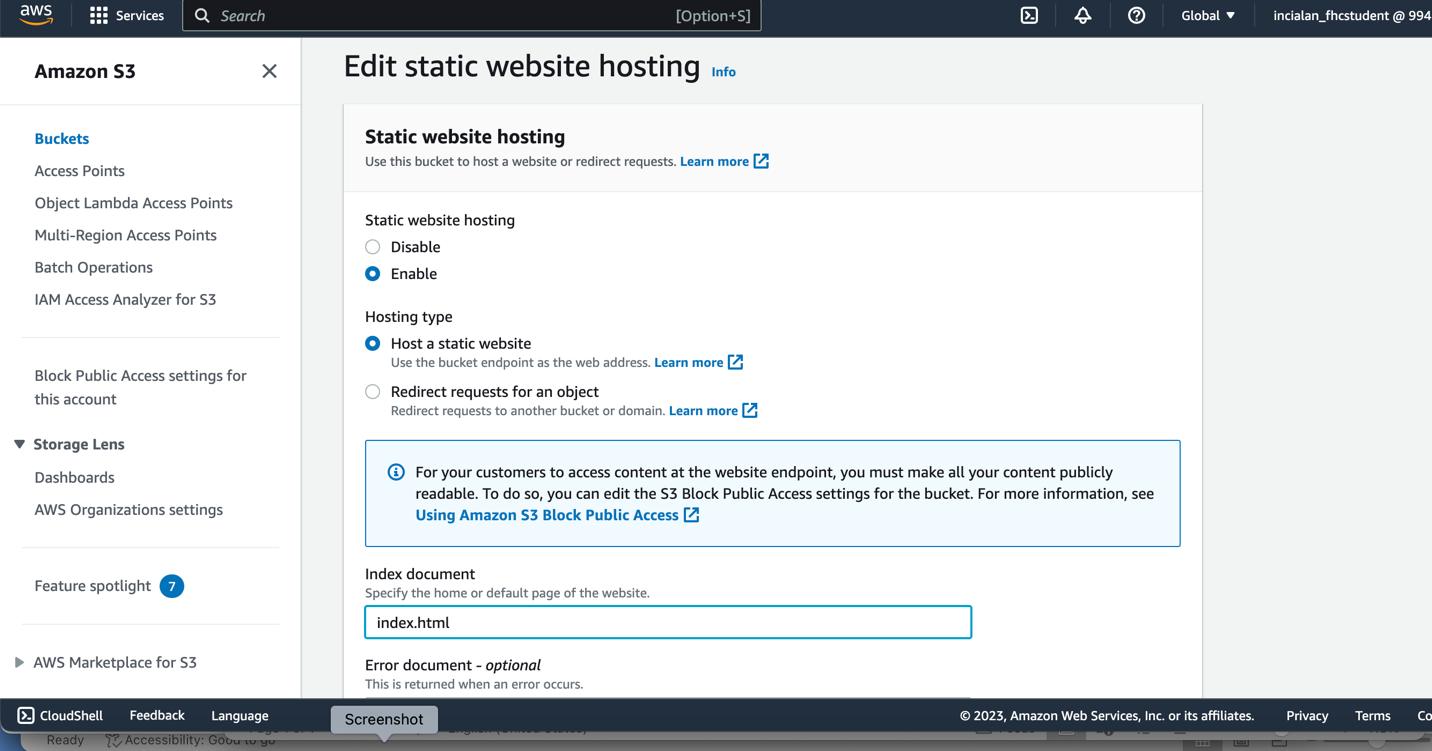 aws
Services
Search
[Option+S]
Global
incialan_fhcstudent @ 994
Amazon S3
Buckets
Access Points
Object Lambda Access Points
Multi-Region Access Points
Batch Operations
IAM Access Analyzer for S3
Block Public Access settings for
this account
Storage Lens
Dashboards
AWS Organizations settings
Feature spotlight 7
AWS Marketplace for S3
Edit static website hosting Info
Static website hosting
Use this bucket to host a website or redirect requests. Learn more
Static website hosting
Disable
Enable
Hosting type
Host a static website
Use the bucket endpoint as the web address. Learn more
Redirect requests for an object
Redirect requests to another bucket or domain. Learn more
For your customers to access content at the website endpoint, you must make all your content publicly
readable. To do so, you can edit the S3 Block Public Access settings for the bucket. For more information, see
Using Amazon S3 Block Public Access
Index document
Specify the home or default page of the website.
index.html
Error document - optional
This is returned when an error occurs.
CloudShell
Feedback
Language
Screenshot
© 2023, Amazon Web Services, Inc. or its affiliates.
Privacy
Terms
Co
Ready
Accessibility: Good to go